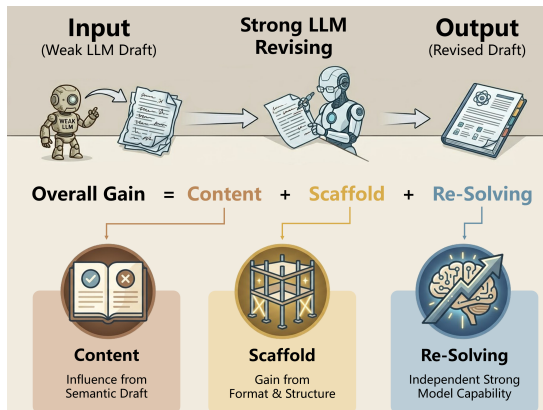 Input
(Weak LLM Draft)
Strong LLM
Revising
Output
(Revised Draft)
WEAK
LLM
Overall Gain = Content + Scaffold + Re-Solving
Content
Influence from
Semantic Draft
Scaffold
Gain from
Format & Structure
Re-Solving
Independent Strong
Model Capability